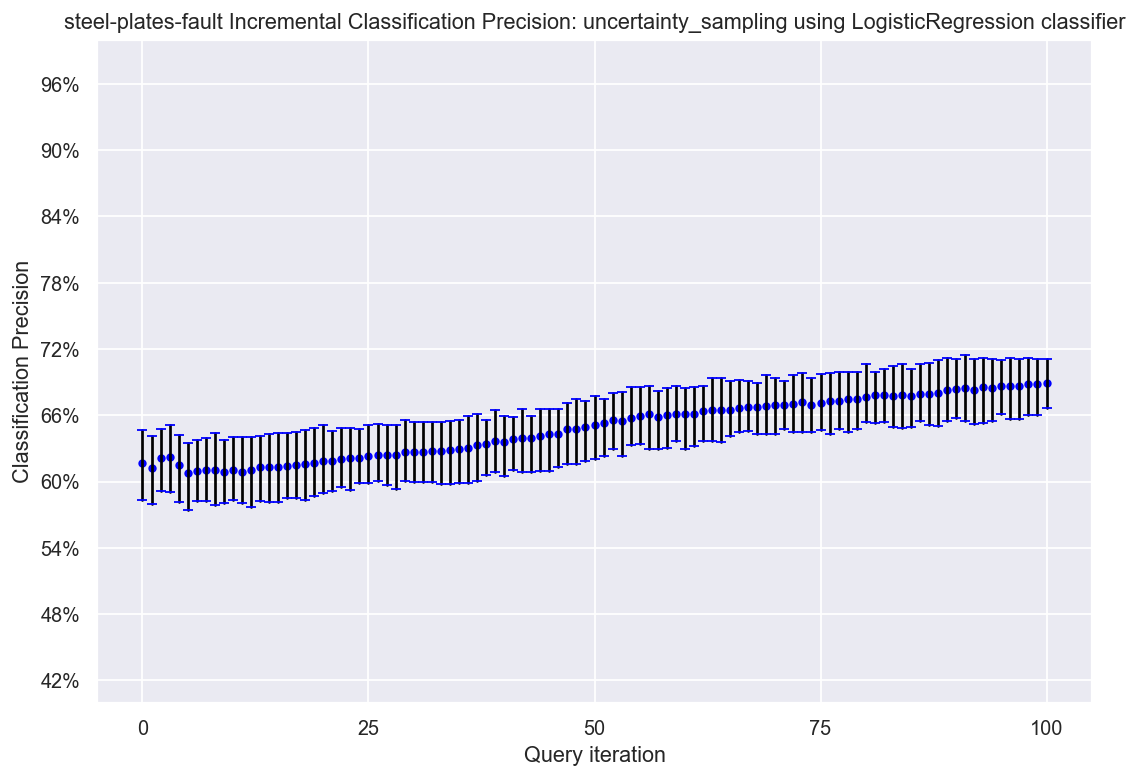 steel-plates-fault Incremental Classification Precision: uncertainty_sampling using LogisticRegression classifier
96%
90%
84%
78%
72%
66%
60%
54%
48%
42%
Classification Precision
0 25 50 75 100
Query iteration